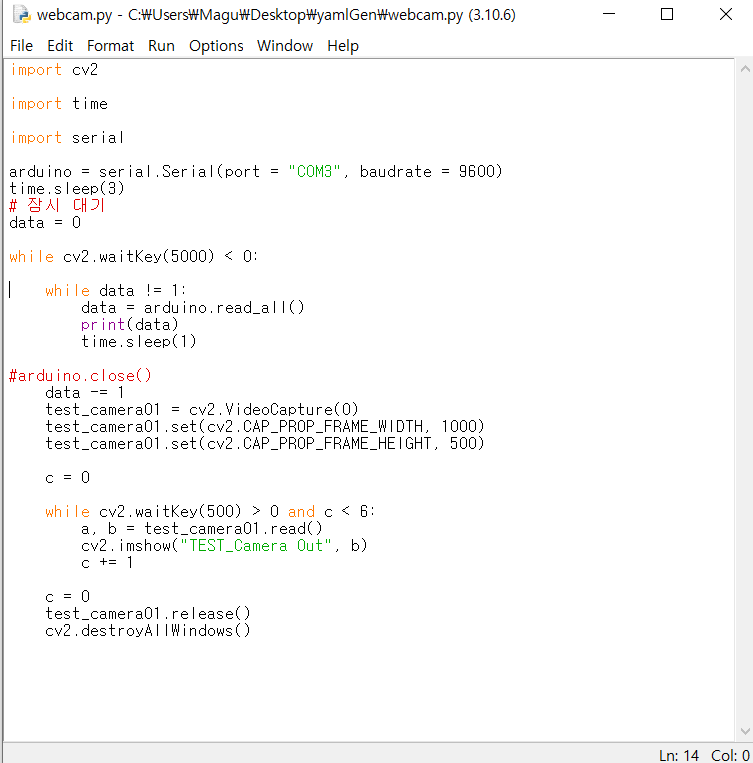 webcam.py - C:₩Users₩Magu₩Desktop₩yamlGen₩webcam.py (3.10.6)
File Edit Format Run Options Window Help
import cv2
import time
import serial
arduino = serial.Serial(port = "COM3", baudrate = 9600)
time.sleep(3)
# 잠시 대기
data = 0
while cv2.waitKey(5000) < 0:
    while data != 1:
        data = arduino.read_all()
        print(data)
        time.sleep(1)
#arduino.close()
    data -= 1
    test_camera01 = cv2.VideoCapture(0)
    test_camera01.set(cv2.CAP_PROP_FRAME_WIDTH, 1000)
    test_camera01.set(cv2.CAP_PROP_FRAME_HEIGHT, 500)
    c = 0
    while cv2.waitKey(500) > 0 and c < 6:
        a, b = test_camera01.read()
        cv2.imshow("TEST_Camera Out", b)
        c += 1
    c = 0
    test_camera01.release()
    cv2.destroyAllWindows()
Ln: 14 Col: 0